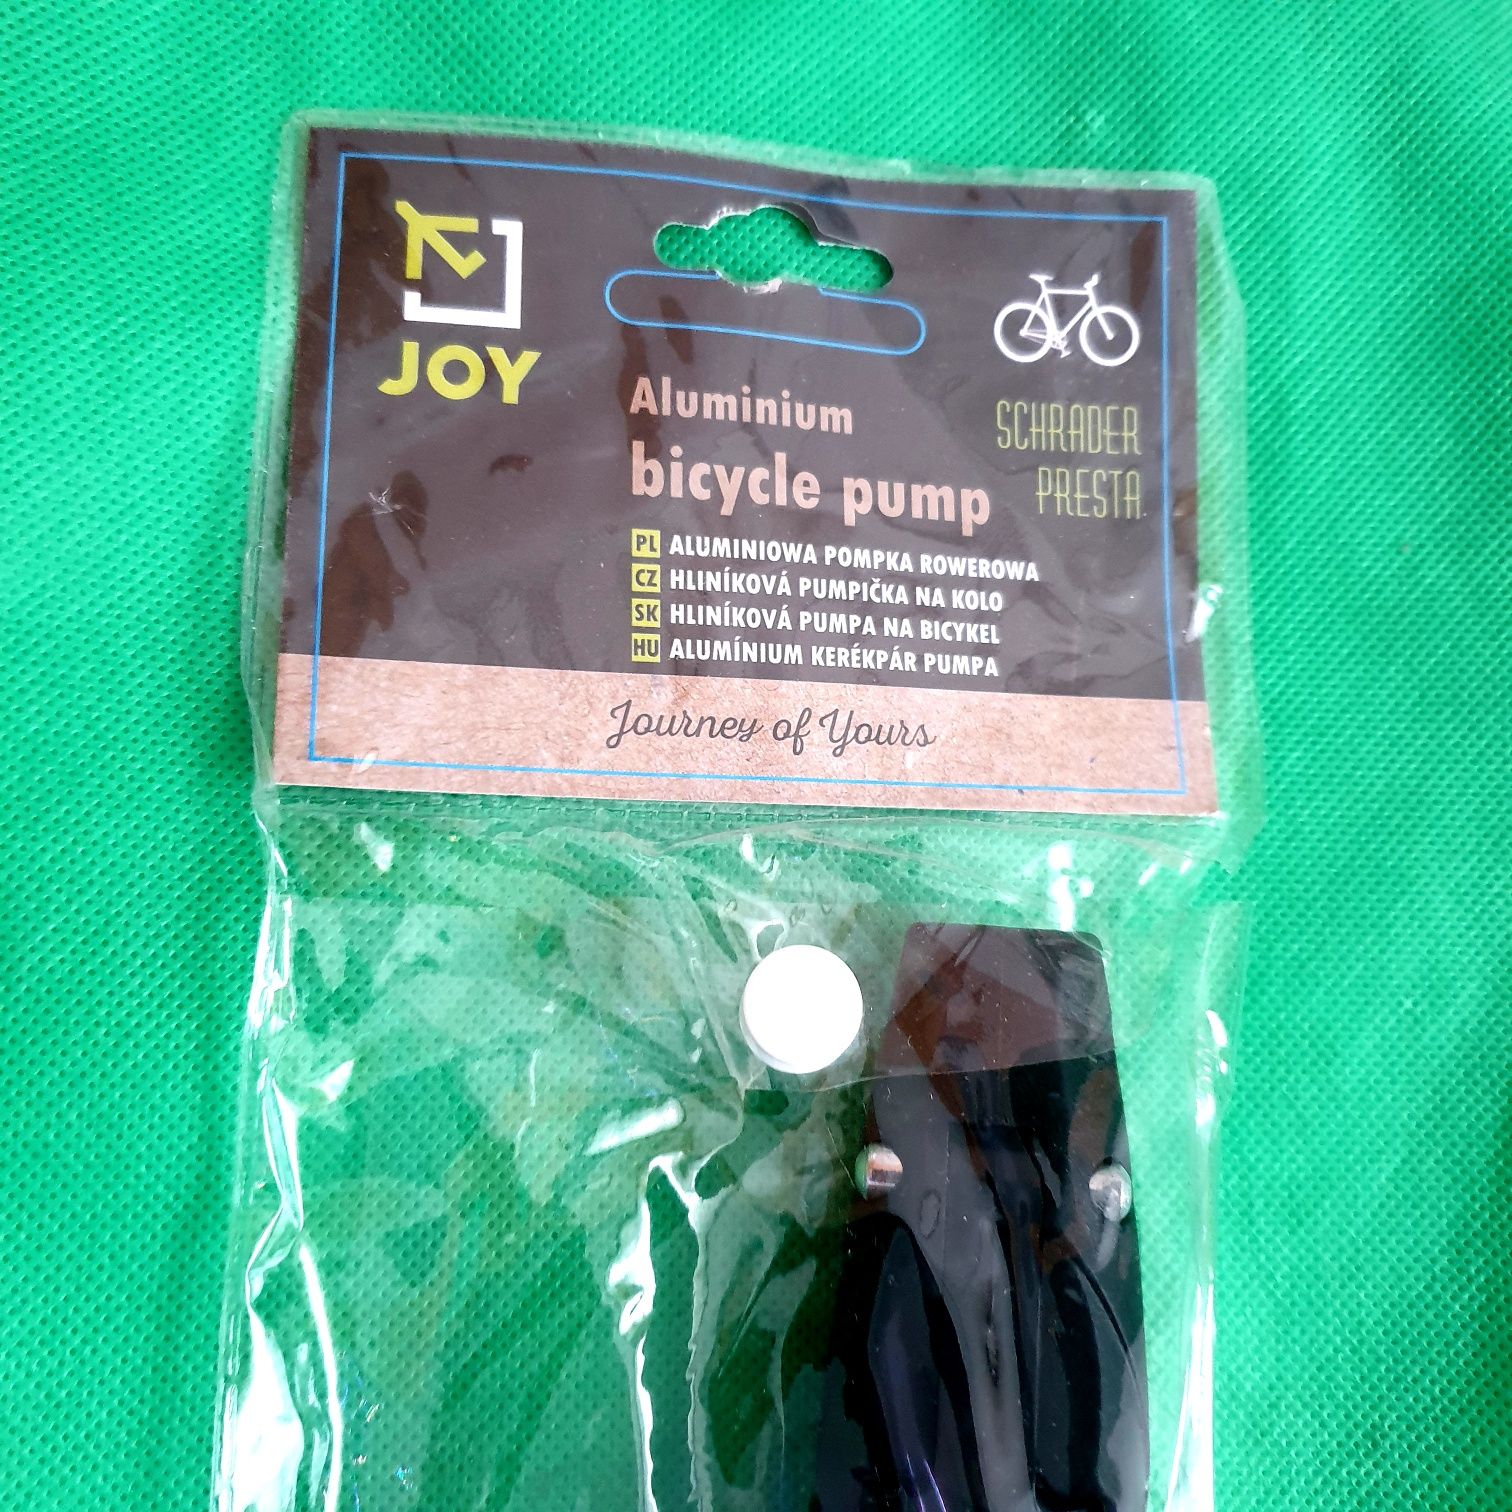 JOY
Aluminium
bicycle pump
SCHRADER
PRESTA
PL ALUMINIOWA POMPKA ROWEROWA
CZ HLINÍKOVÁ PUMPIČKA NA KOLO
SK HLINÍKOVÁ PUMPA NA BICYKEL
HU ALUMÍNIUM KERÉKPÁR PUMPA
Journey of Yours